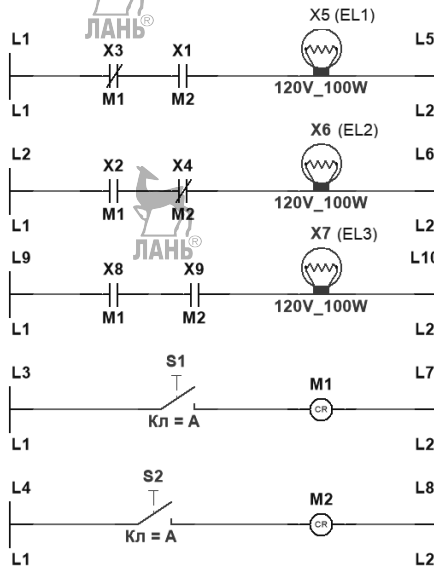 ЛАНЬ®
X5 (EL1)
L1 X3 X1 L5
M1 M2 120V_100W
L1 L2
X6 (EL2)
L2 X2 X4 L6
M1 M2 120V_100W
L1 L2
ЛАНЬ®
X7 (EL3)
L9 X8 X9 L10
M1 M2 120V_100W
L1 L2
L3 S1 M1 L7
CR
Кл = A
L1 L2
L4 S2 M2 L8
CR
Кл = A
L1 L2